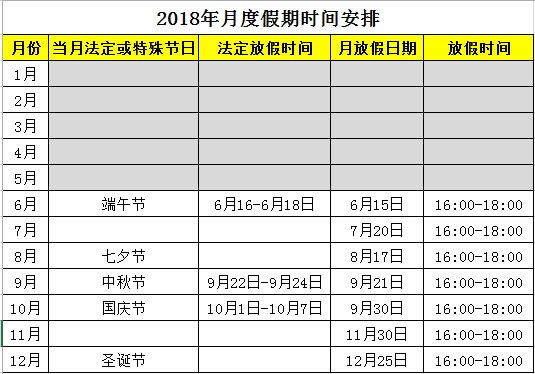 2018年月度假期时间安排
月份 当月法定或特殊节日 法定放假时间 月放假日期 放假时间
1月
2月
3月
4月
5月
6月 端午节 6月16-6月18日 6月15日 16:00-18:00
7月 7月20日 16:00-18:00
8月 七夕节 8月17日 16:00-18:00
9月 中秋节 9月22日-9月24日 9月21日 16:00-18:00
10月 国庆节 10月1日-10月7日 9月30日 16:00-18:00
11月 11月30日 16:00-18:00
12月 圣诞节 12月25日 16:00-18:00